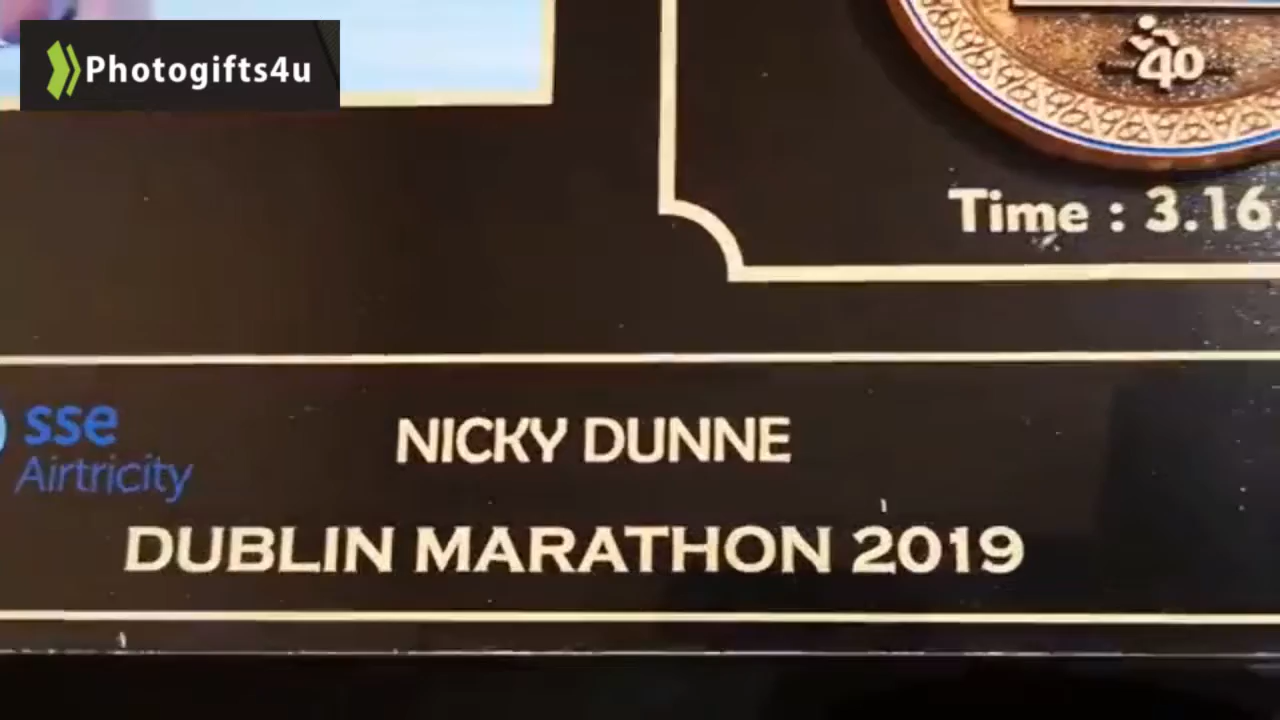 Photogifts4u
40
Time : 3.16
sse
Airtricity
NICKY DUNNE
DUBLIN MARATHON 2019